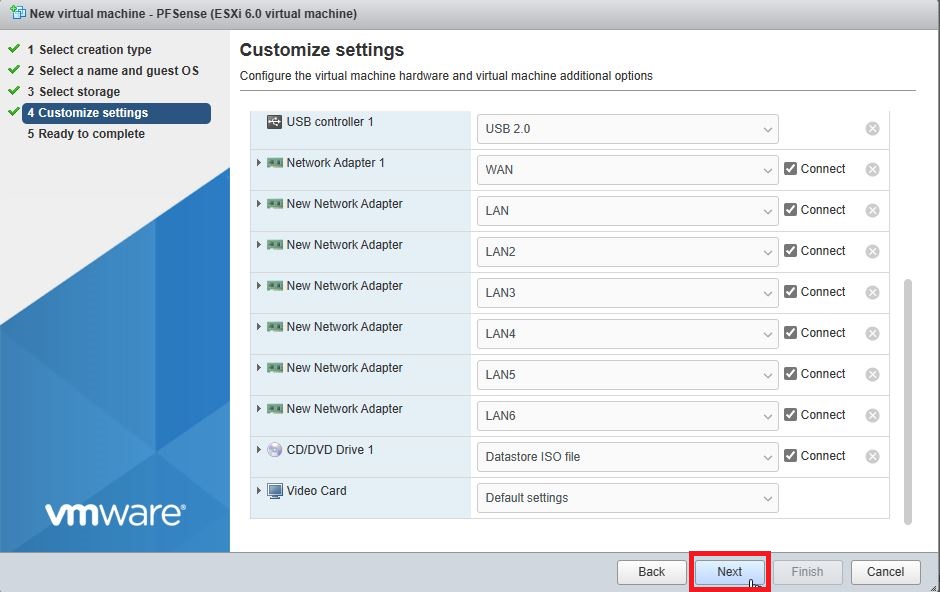 New virtual machine - PFSense (ESXi 6.0 virtual machine)
1 Select creation type
2 Select a name and guest OS
3 Select storage
4 Customize settings
5 Ready to complete
vmware®
Customize settings
Configure the virtual machine hardware and virtual machine additional options
USB controller 1 USB 2.0
Network Adapter 1 WAN Connect
New Network Adapter LAN Connect
New Network Adapter LAN2 Connect
New Network Adapter LAN3 Connect
New Network Adapter LAN4 Connect
New Network Adapter LAN5 Connect
New Network Adapter LAN6 Connect
CD/DVD Drive 1 Datastore ISO file Connect
Video Card Default settings
Back Next Finish Cancel